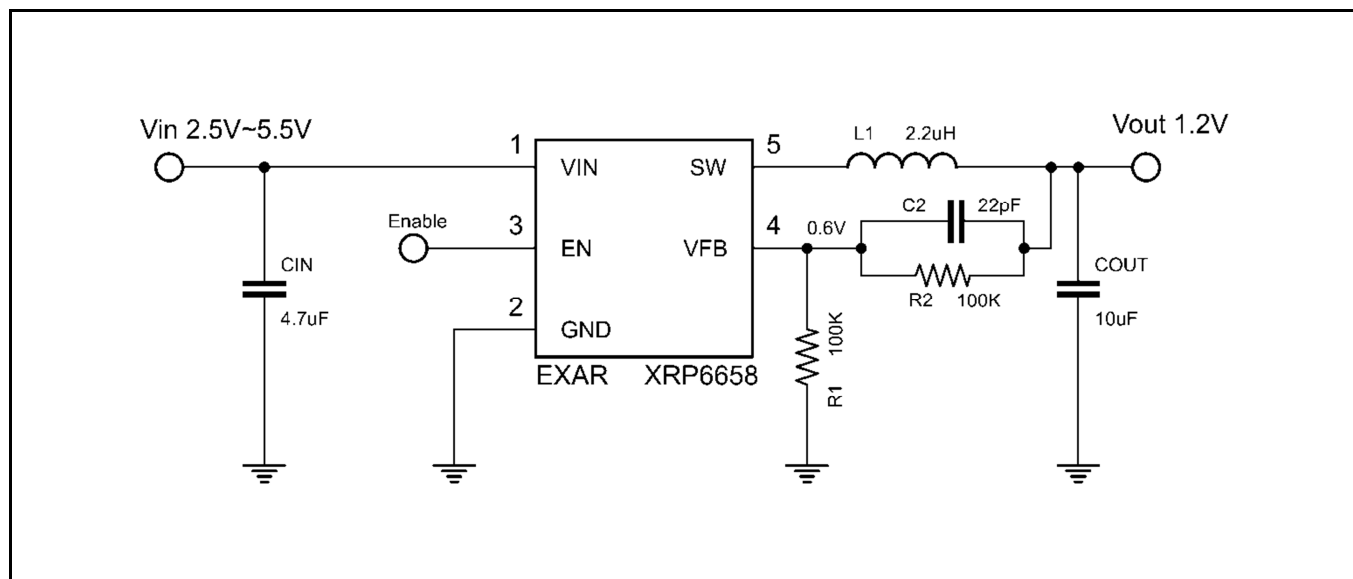 Vin 2.5V~5.5V
1
VIN
SW
5
L1 2.2uH
Vout 1.2V
Enable
3
EN
VFB
4
0.6V
C2 22pF
R2 100K
CIN
4.7uF
2
GND
EXAR XRP6658
100K
R1
COUT
10uF